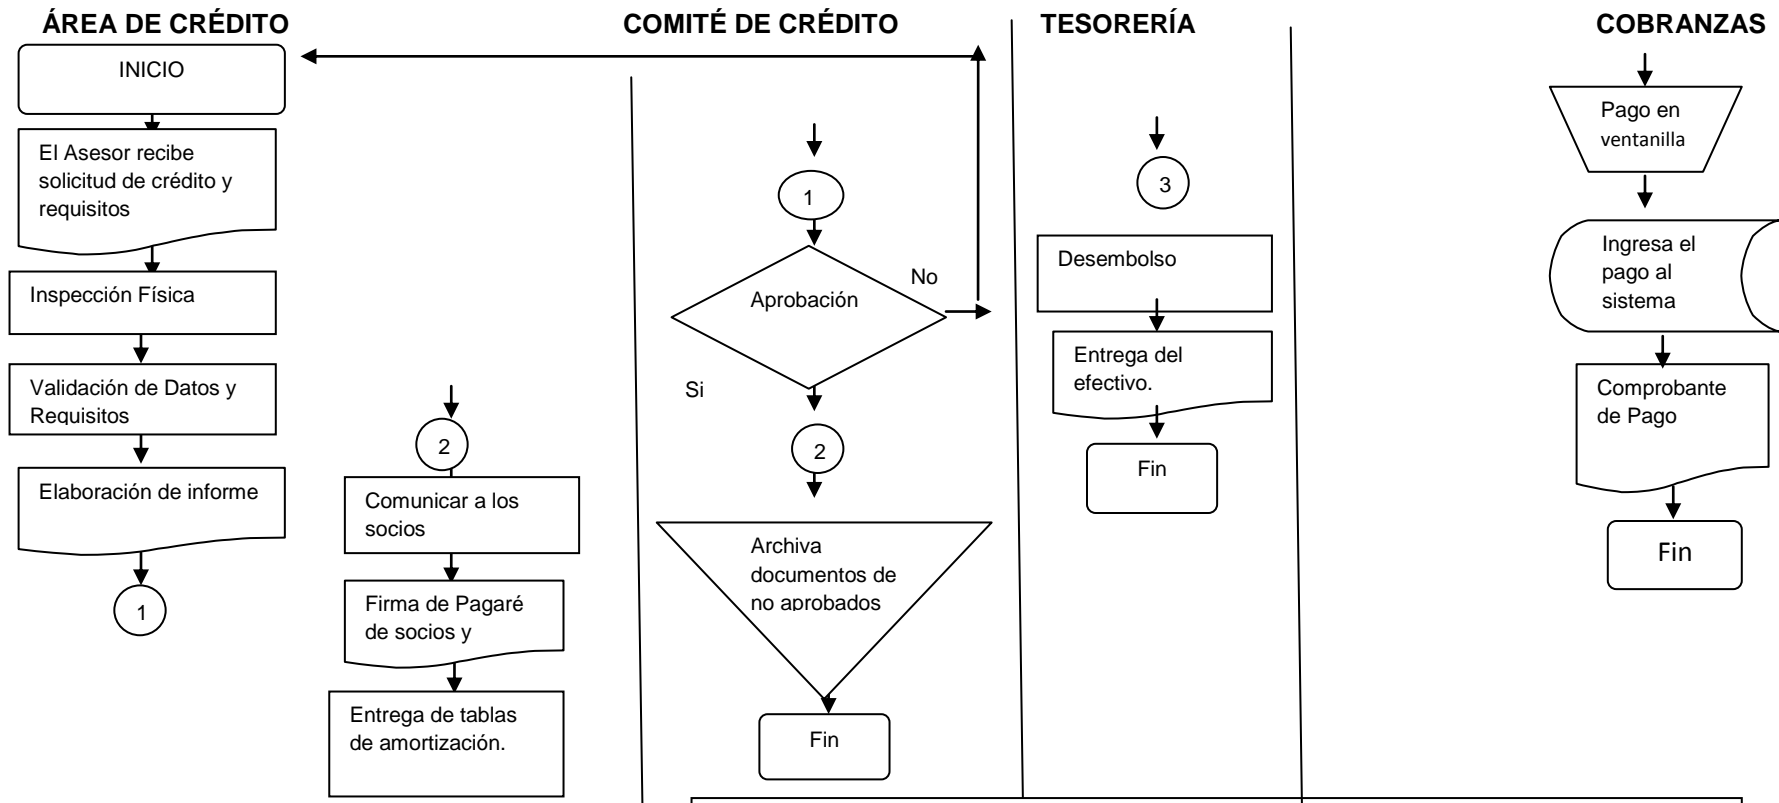 ÁREA DE CRÉDITO
COMITÉ DE CRÉDITO
TESORERÍA
COBRANZAS
INICIO
El Asesor recibe
solicitud de crédito y
requisitos
Inspección Física
Validación de Datos y
Requisitos
Elaboración de informe
1
2
Comunicar a los
socios
Firma de Pagaré
de socios y
Entrega de tablas
de amortización.
1
Aprobación
No
Si
2
Archiva
documentos de
no aprobados
Fin
3
Desembolso
Entrega del
efectivo.
Fin
Pago en
ventanilla
Ingresa el
pago al
sistema
Comprobante
de Pago
Fin